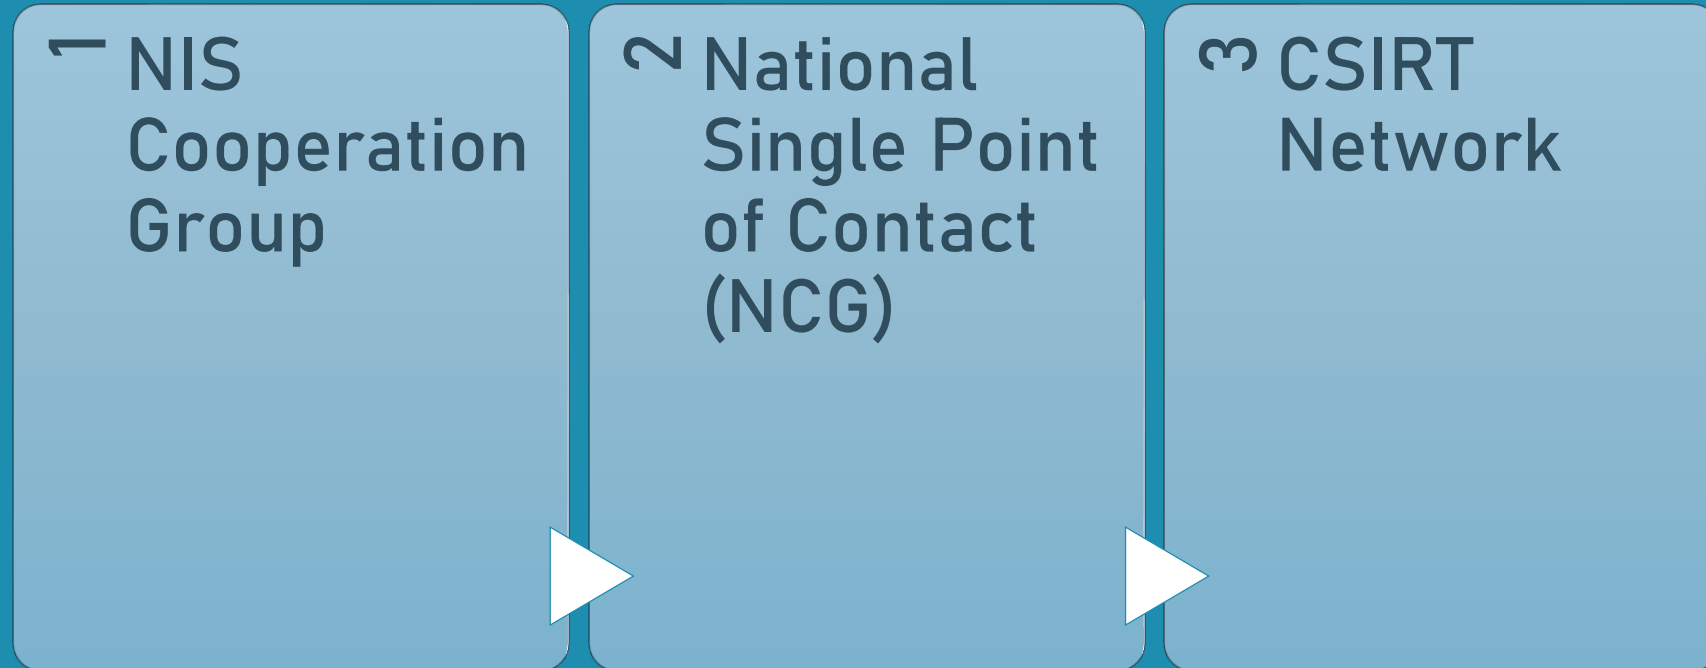 1
NIS
Cooperation
Group
2
National
Single Point
of Contact
(NCG)
3
CSIRT
Network